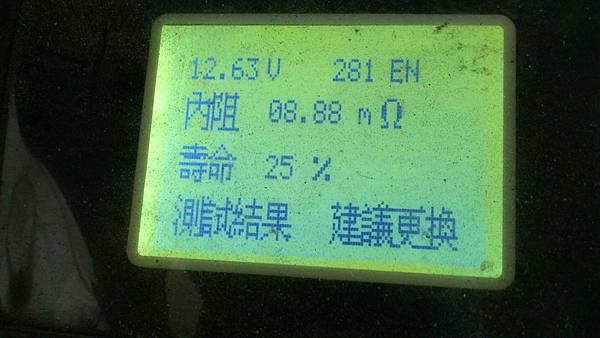 12.63 V 281 EN
內阻 08.88 mΩ
壽命 25 %
測試結果 建議更換